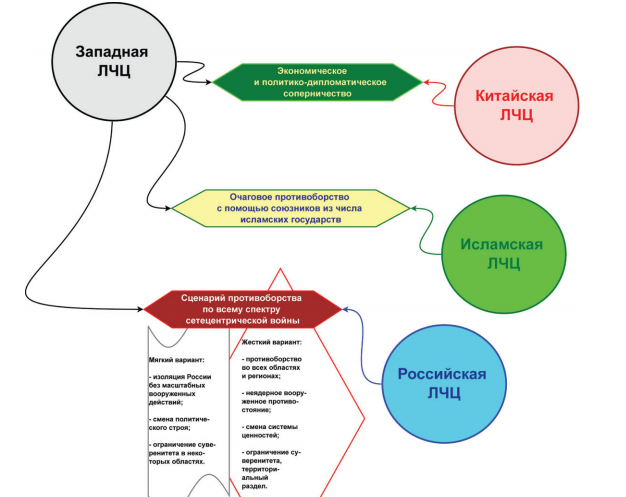 Западная
ЛЧЦ
Экономическое
и политико-дипломатическое
соперничество
Китайская
ЛЧЦ
Очаговое противоборство
с помощью союзников из числа
исламских государств
Исламская
ЛЧЦ
Сценарий противоборства
по всему спектру
сетецентрической войны
Российская
ЛЧЦ
Мягкий вариант:
- изоляция России
без масштабных
вооруженных
действий;
- смена политиче-
ского строя;
- ограничение суве-
ренитета в неко-
торых областях.
Жесткий вариант:
- противоборство
во всех областях
и регионах;
- неядерное воору-
женное противо-
стояние;
- смена системы
ценностей;
- ограничение су-
веренитета,
территори-
альный
раздел.